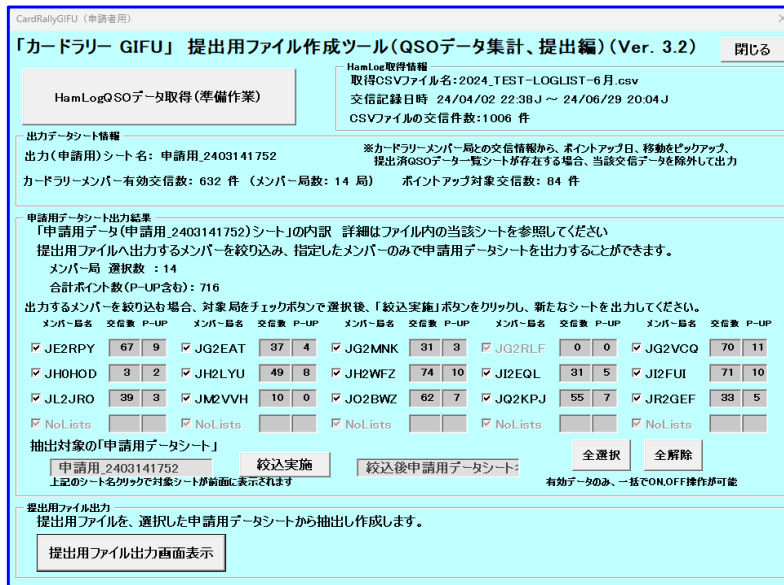 CardRallyGIFU（申請者用）
「カードラリー GIFU」 提出用ファイル作成ツール(QSOデータ集計、提出編) (Ver. 3.2)
閉じる
HamLogQSOデータ取得(準備作業)
HamLog取得情報
取得CSVファイル名:2024_TEST-LOGLIST-6月.csv
交信記録日時 24/04/02 22:38J ～ 24/06/29 20:04J
CSVファイルの交信件数:1006 件
出力データシート情報
出力(申請用)シート名: 申請用_2403141752
※カードラリーメンバー局との交信情報から、ポイントアップ日、移動をピックアップ、
提出済QSOデータ一覧シートが存在する場合、当該交信データを除外して出力
カードラリーメンバー有効交信数: 632 件 （メンバー局数: 14 局） ポイントアップ対象交信数: 84 件
申請用データシート出力結果
「申請用データ(申請用_2403141752)シート」の内訳 詳細はファイル内の当該シートを参照してください
提出用ファイルへ出力するメンバーを絞り込み、指定したメンバーのみで申請用データシートを出力することができます。
メンバー局 選択数 :14
合計ポイント数(P-UP含む): 716
出力するメンバーを絞り込む場合、対象局をチェックボタンで選択後、「絞込実施」ボタンをクリックし、新たなシートを出力してください。
メンバー局名 交信数 P-UP メンバー局名 交信数 P-UP メンバー局名 交信数 P-UP メンバー局名 交信数 P-UP メンバー局名 交信数 P-UP
JE2RPY 67 9 JG2EAT 37 4 JG2MNK 31 3 JG2RLF 0 0 JG2VCQ 70 11
JH0HOD 3 2 JH2LYU 49 8 JH2WFZ 74 10 JI2EQL 31 5 JI2FUI 71 10
JL2JRO 39 3 JM2VVH 10 0 JO2BWZ 62 7 JQ2KPJ 55 7 JR2GEF 33 5
NoLists NoLists NoLists NoLists NoLists
抽出対象の「申請用データシート」
申請用_2403141752 絞込実施 絞込後申請用データシート 全選択 全解除
上記のシート名クリックで対象シートが前面に表示されます 有効データのみ、一括でON,OFF操作が可能
提出用ファイル出力
提出用ファイルを、選択した申請用データシートから抽出し作成します。
提出用ファイル出力画面表示